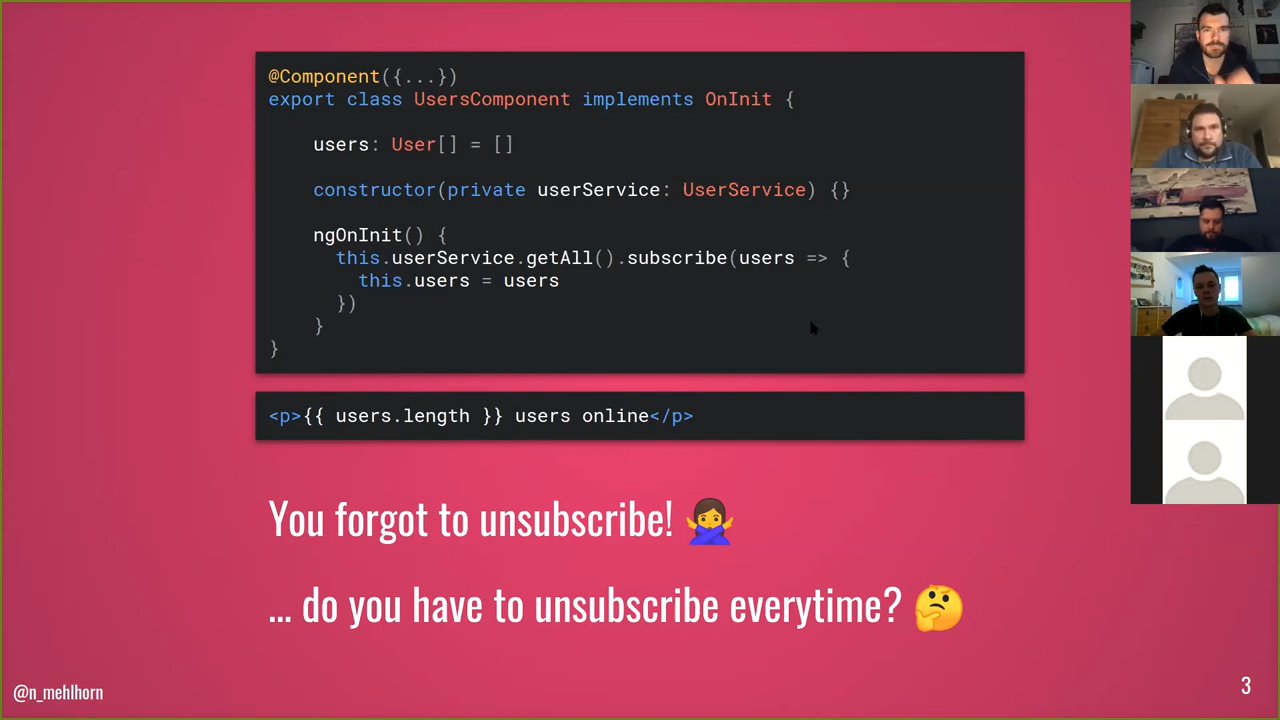 @Component({...})
export class UsersComponent implements OnInit {
users: User[] = []
constructor(private userService: UserService) {}
ngOnInit() {
this.userService.getAll().subscribe(users => {
this.users = users
})
}
}
<p>{{ users.length }} users online</p>
You forgot to unsubscribe! 🙅
... do you have to unsubscribe everytime? 🤔
@n_mehlhorn
3